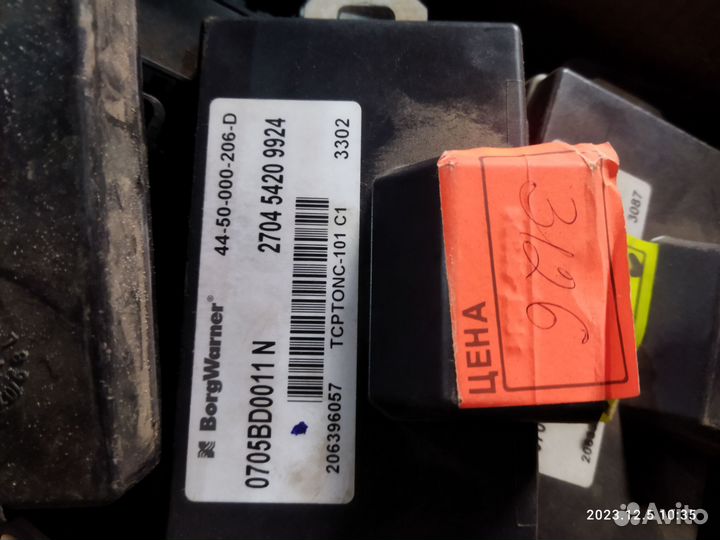 BorgWarner®
44-50-000-206-D
0705BD0011 N
2704 5420 9924
206396057
TCPTONC-101 C1
3302
ЦЕНА
3126
3087
2023.12.5 10:35
Avito